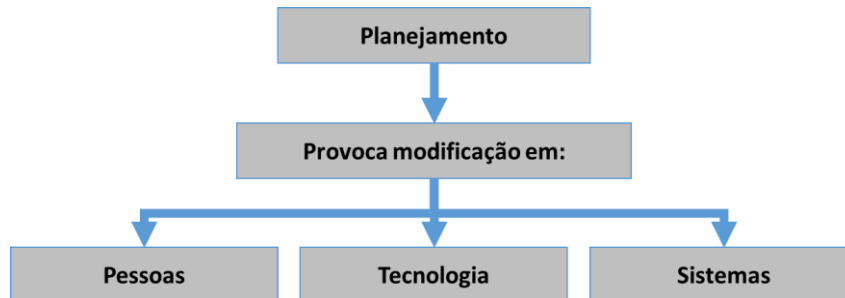 Planejamento
Provoca modificação em:
Pessoas
Tecnologia
Sistemas